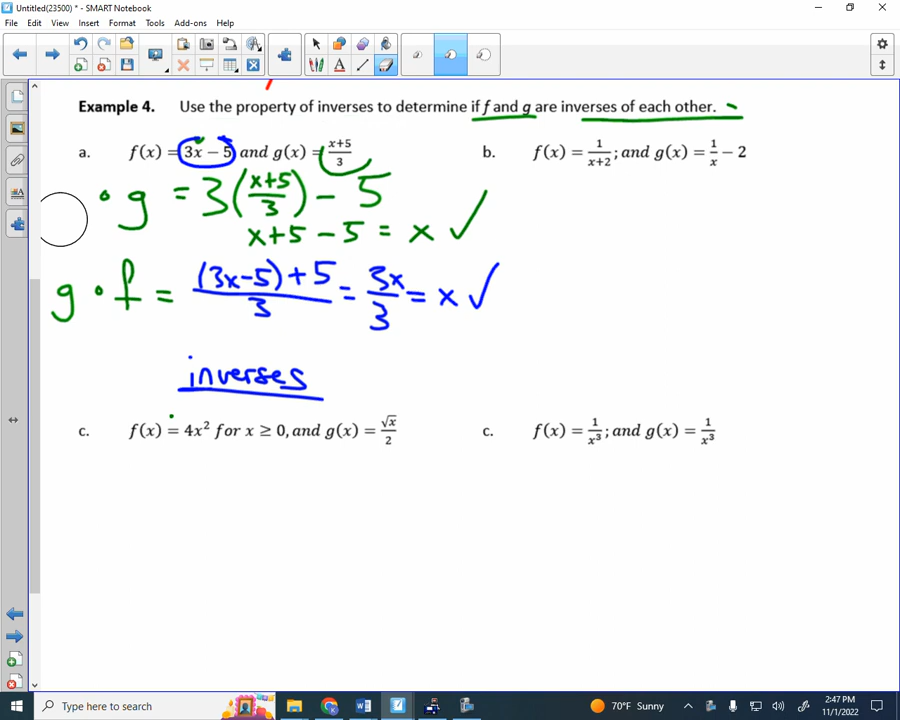 Untitled(23500) * - SMART Notebook
File Edit View Insert Format Tools Add-ons Help
Example 4. Use the property of inverses to determine if f and g are inverses of each other.
a. f(x) = 3x − 5 and g(x) = x+5/3
b. f(x) = 1/x+2; and g(x) = 1/x − 2
∘ g = 3(x+5/3) − 5
x+5 − 5 = x ✓
g ∘ f = (3x−5)+5/3 = 3x/3 = x ✓
inverses
c. f(x) = 4x² for x ≥ 0, and g(x) = √x/2
c. f(x) = 1/x³; and g(x) = 1/x³
Type here to search
70°F Sunny
2:47 PM
11/1/2022